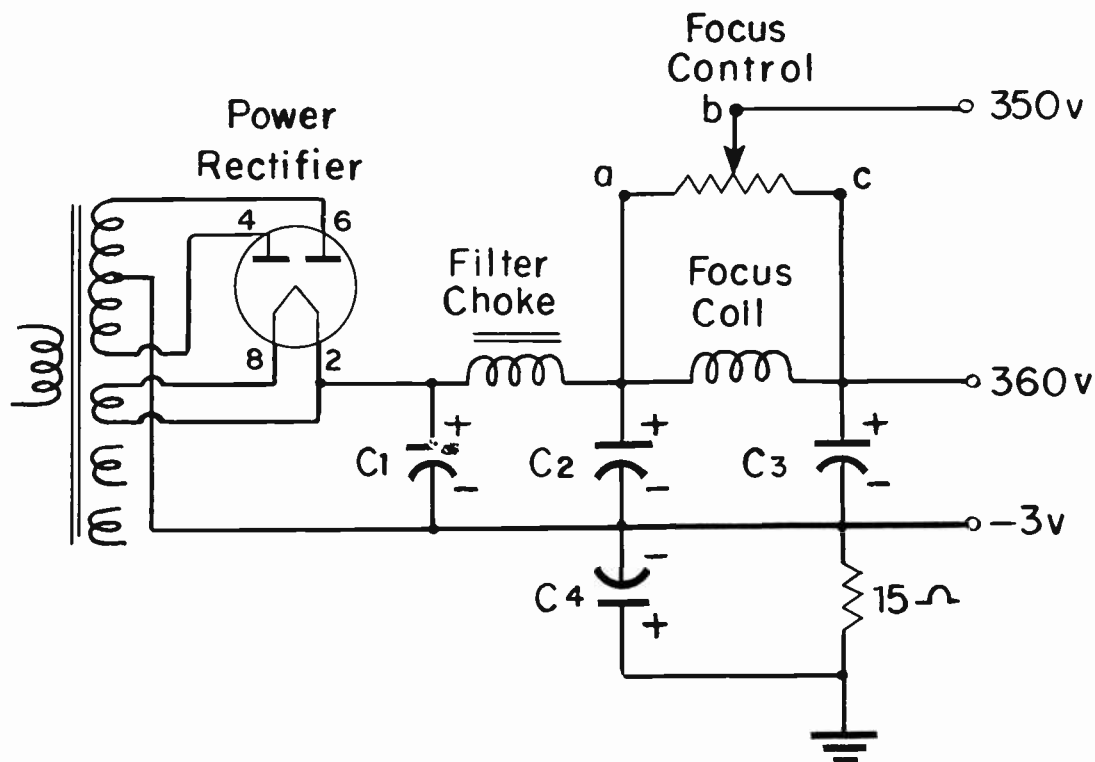 Focus
Control
b
350v
Power
Rectifier
a
c
4
6
Filter
Choke
Focus
Coil
8
2
360v
+
C1
-
+
C2
-
+
C3
-
-3v
-
C4
+
15 Ω